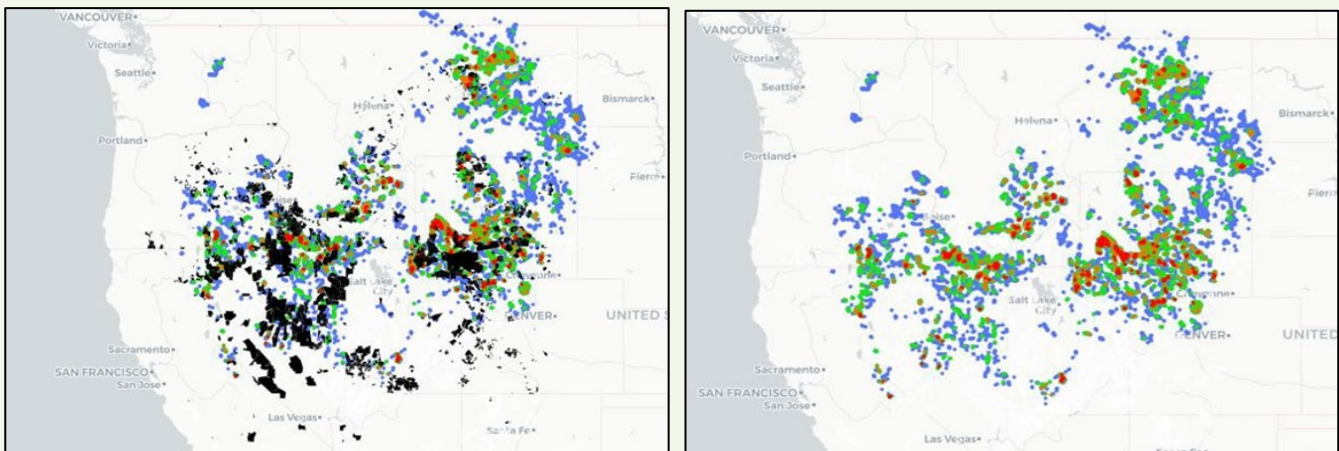 VANCOUVER
Victoria
Seattle
Portland
Helena
Bismarck
Pierre
Salt Lake
City
Cheyenne
DENVER
UNITED S
Sacramento
SAN FRANCISCO
San Jose
Las Vegas
Santa Fe
VANCOUVER
Victoria
Seattle
Portland
Helena
Bismarck
Pierr
Boise
Salt Lake
City
Cheyenne
DENVER
UNITED
Sacramento
SAN FRANCISCO
San Jose
Las Vegas